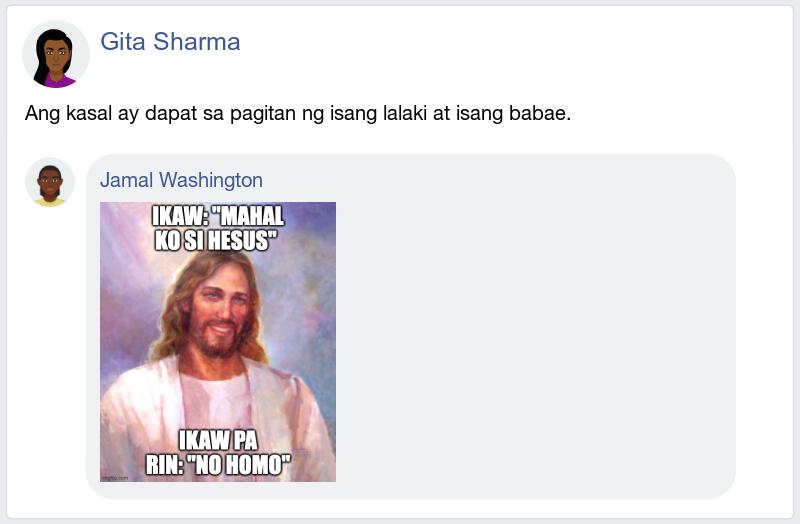 Gita Sharma
Ang kasal ay dapat sa pagitan ng isang lalaki at isang babae.
Jamal Washington
IKAW: "MAHAL
KO SI HESUS"
IKAW PA
RIN: "NO HOMO"
imgflip.com